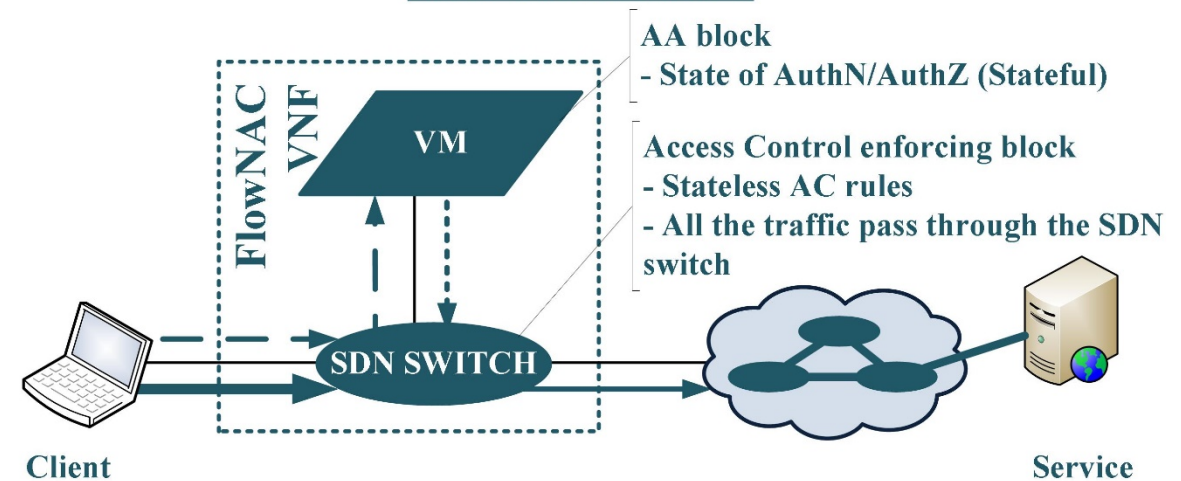 AA block
- State of AuthN/AuthZ (Stateful)
FlowNAC
VNF
VM
Access Control enforcing block
- Stateless AC rules
- All the traffic pass through the SDN
switch
SDN SWITCH
Client
Service